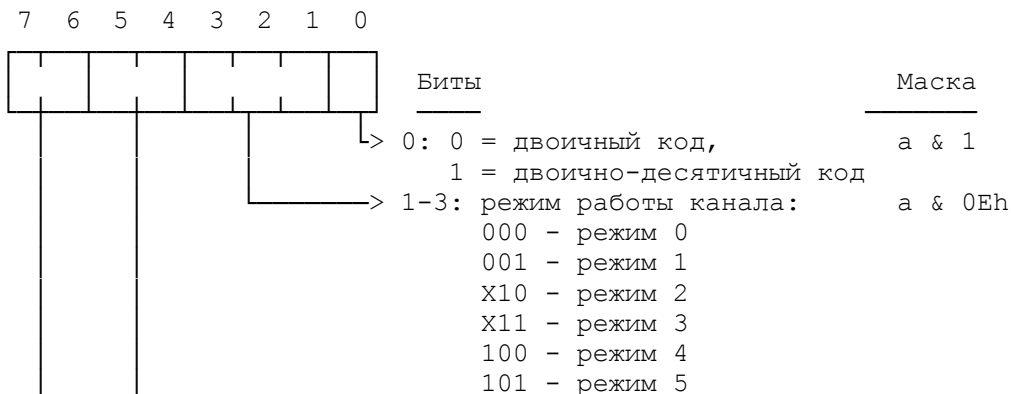 7 6 5 4 3 2 1 0
Биты Маска
0: 0 = двоичный код, a & 1
1 = двоично-десятичный код
1-3: режим работы канала: a & 0Eh
000 - режим 0
001 - режим 1
X10 - режим 2
X11 - режим 3
100 - режим 4
101 - режим 5